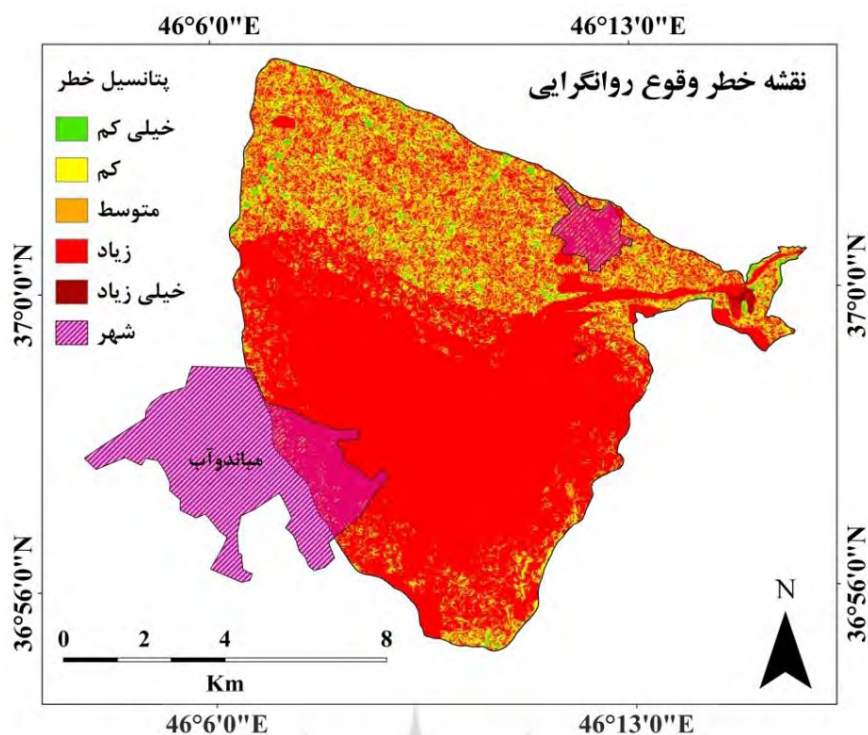 46°6'0"E
46°13'0"E
نقشه خطر وقوع روانگرایی
پتانسیل خطر
خیلی کم
کم
متوسط
زیاد
خیلی زیاد
شهر
37°0'0"N
37°0'0"N
میاندوآب
36°56'0"N
36°56'0"N
N
0 2 4 8
Km
46°6'0"E
46°13'0"E